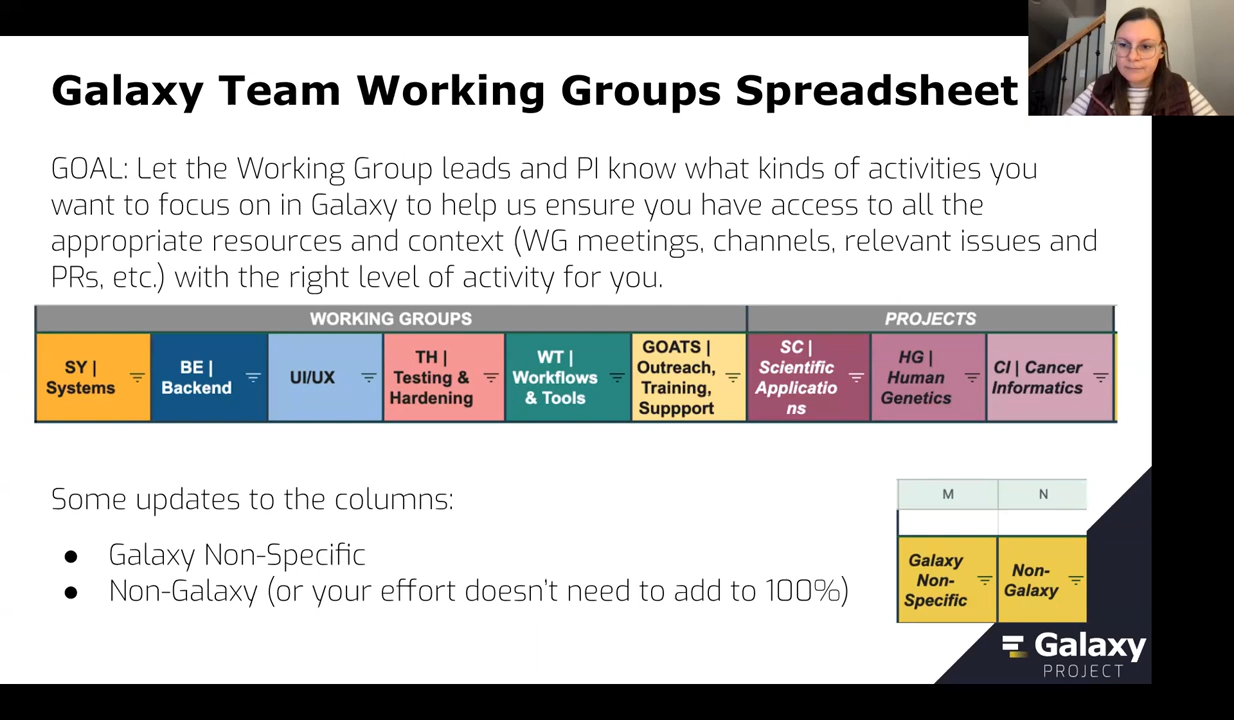 Galaxy Team Working Groups Spreadsheet
GOAL: Let the Working Group leads and PI know what kinds of activities you
want to focus on in Galaxy to help us ensure you have access to all the
appropriate resources and context (WG meetings, channels, relevant issues and
PRs, etc.) with the right level of activity for you.
WORKING GROUPS
PROJECTS
SY |
Systems
BE |
Backend
UI/UX
TH |
Testing &
Hardening
WT |
Workflows
& Tools
GOATS |
Outreach,
Training,
Suppport
SC |
Scientific
Applicatio
ns
HG |
Human
Genetics
CI | Cancer
Informatics
Some updates to the columns:
● Galaxy Non-Specific
● Non-Galaxy (or your effort doesn't need to add to 100%)
M
N
Galaxy
Non-
Specific
Non-
Galaxy
Galaxy
PROJECT